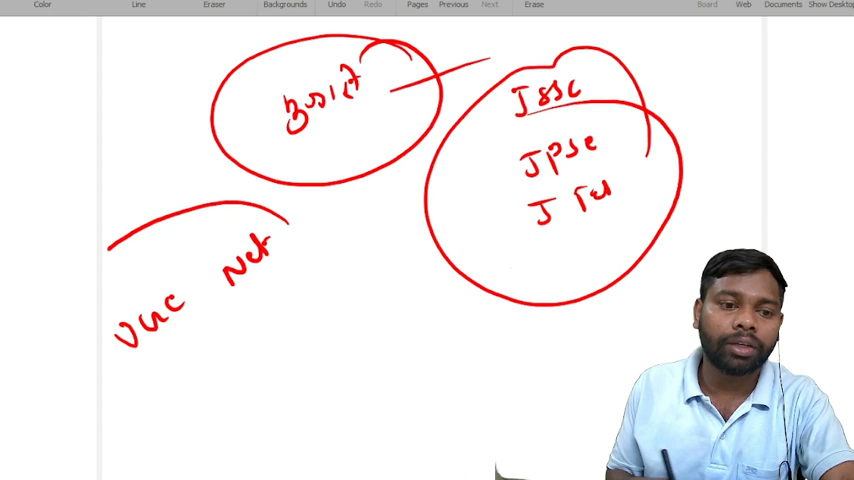 Color Line Eraser Backgrounds Undo Redo Pages Previous Next Erase Board Web Documents Show Desktop
Basict
JSSC
JPSC
J Tet
UGC Net